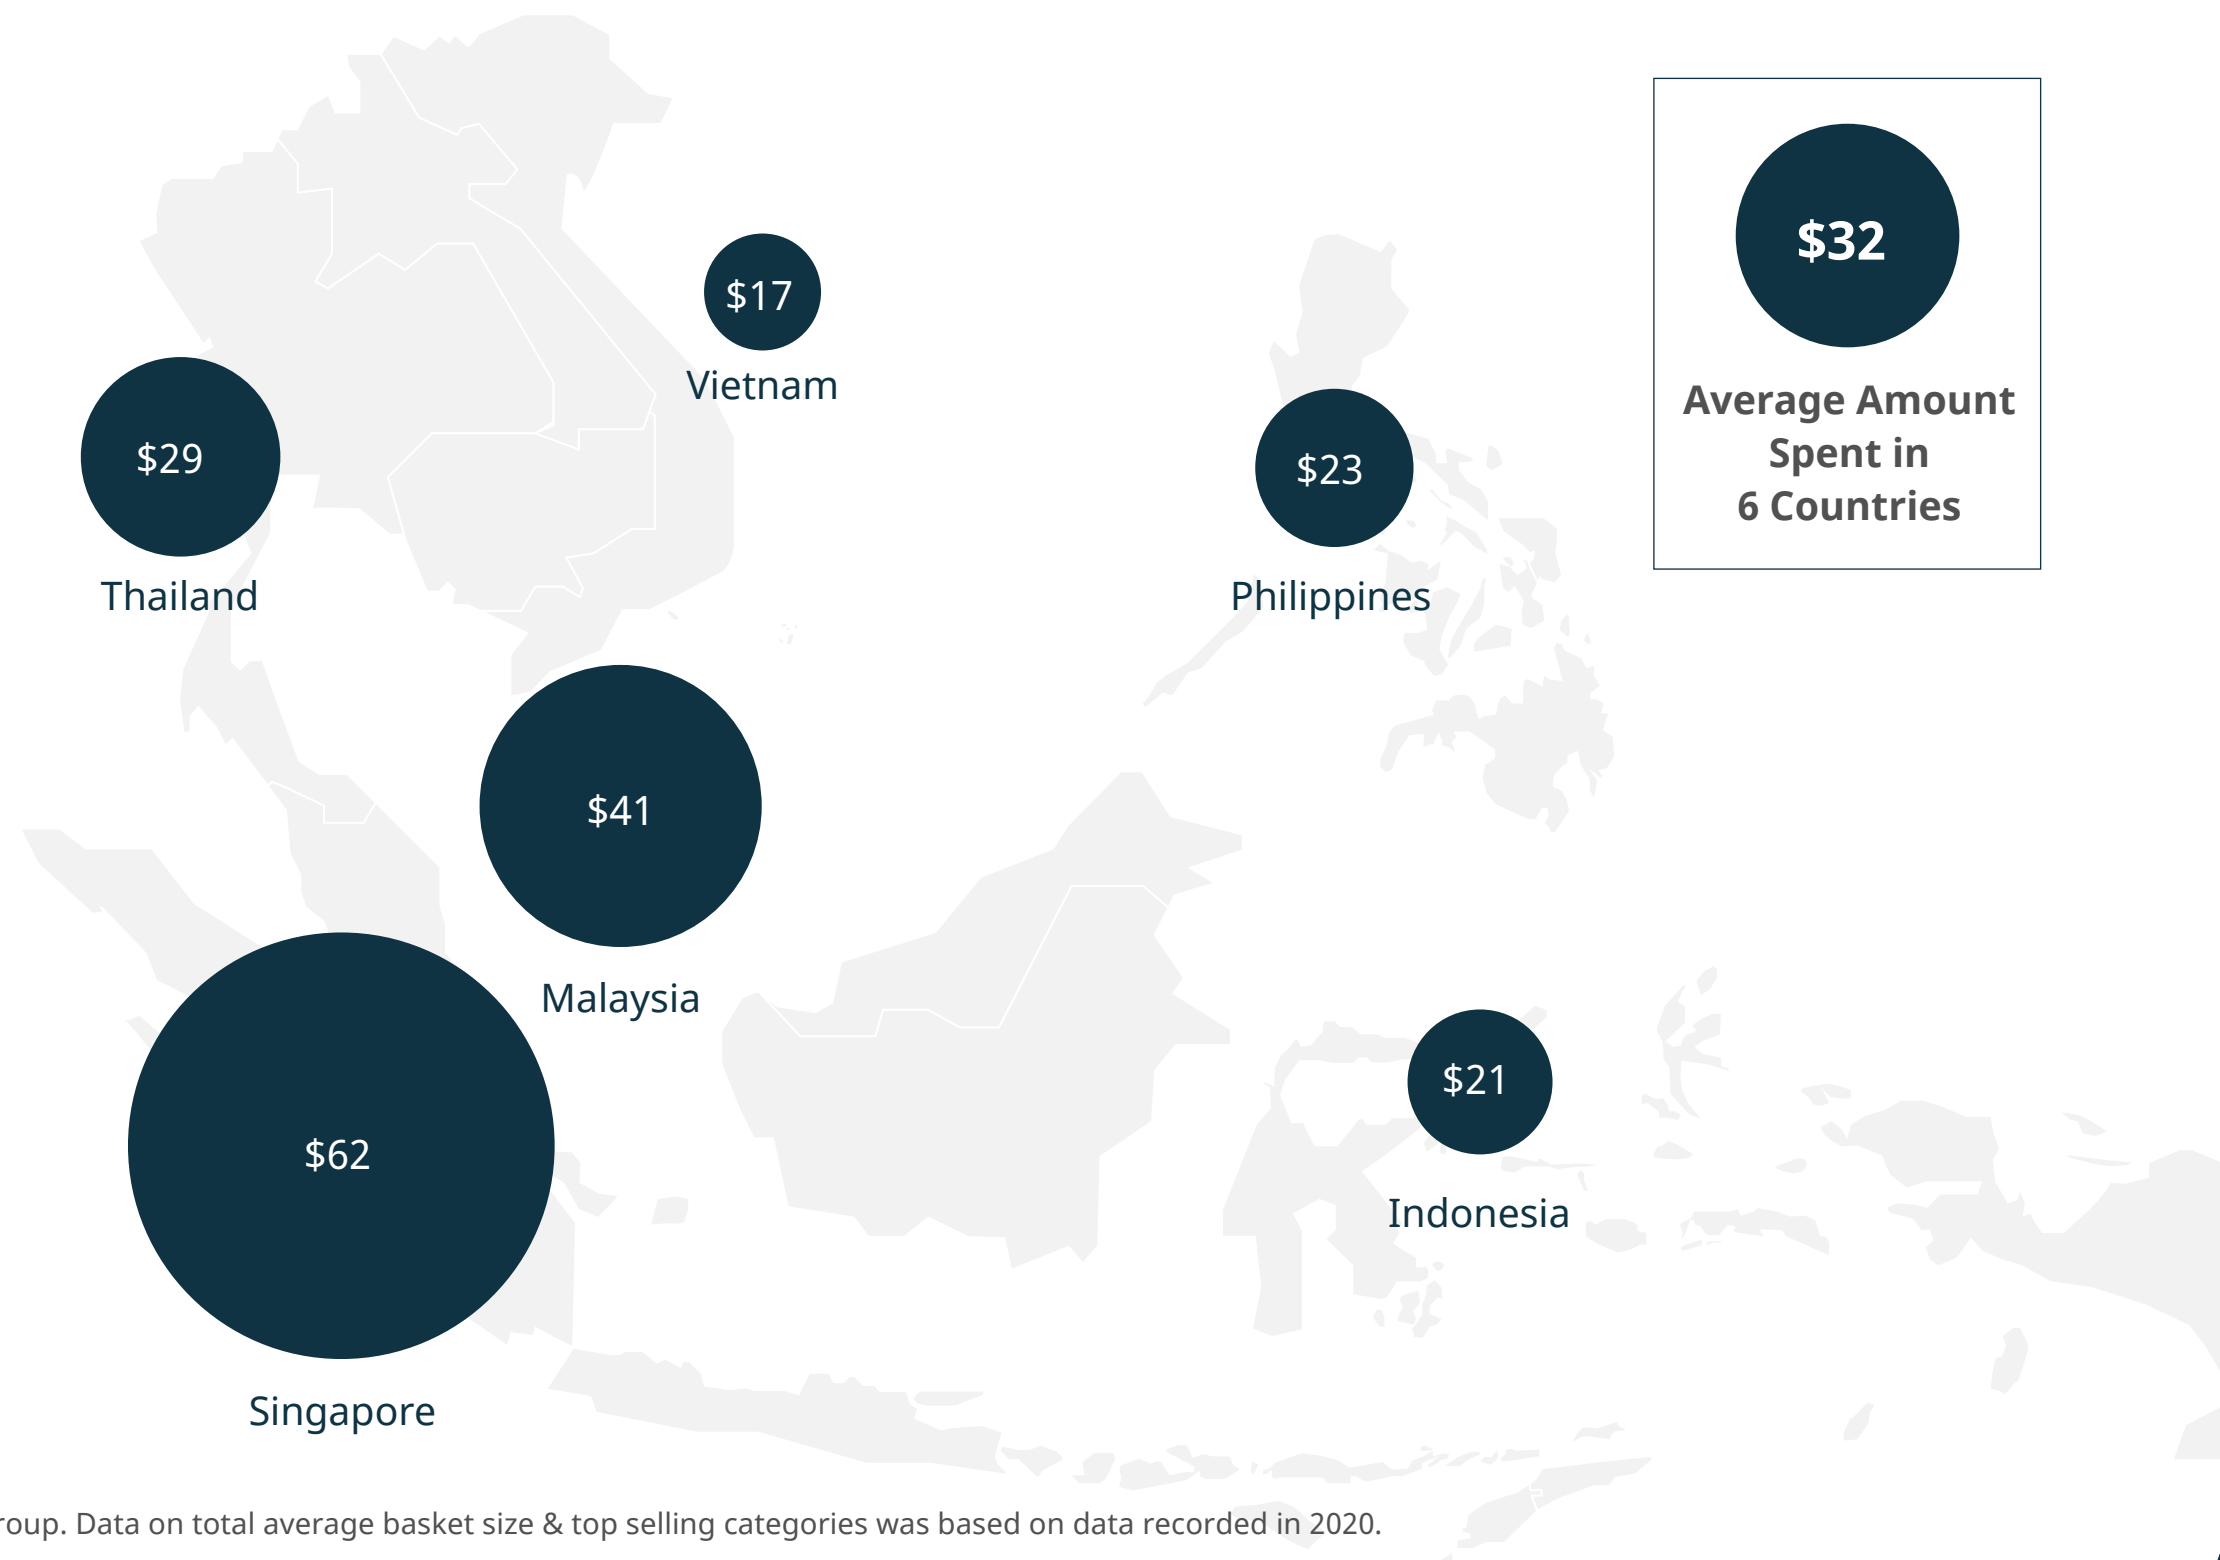 $32
Average Amount
Spent in
6 Countries
$17
Vietnam
$29
Thailand
$23
Philippines
$41
Malaysia
$21
Indonesia
$62
Singapore
roup. Data on total average basket size & top selling categories was based on data recorded in 2020.